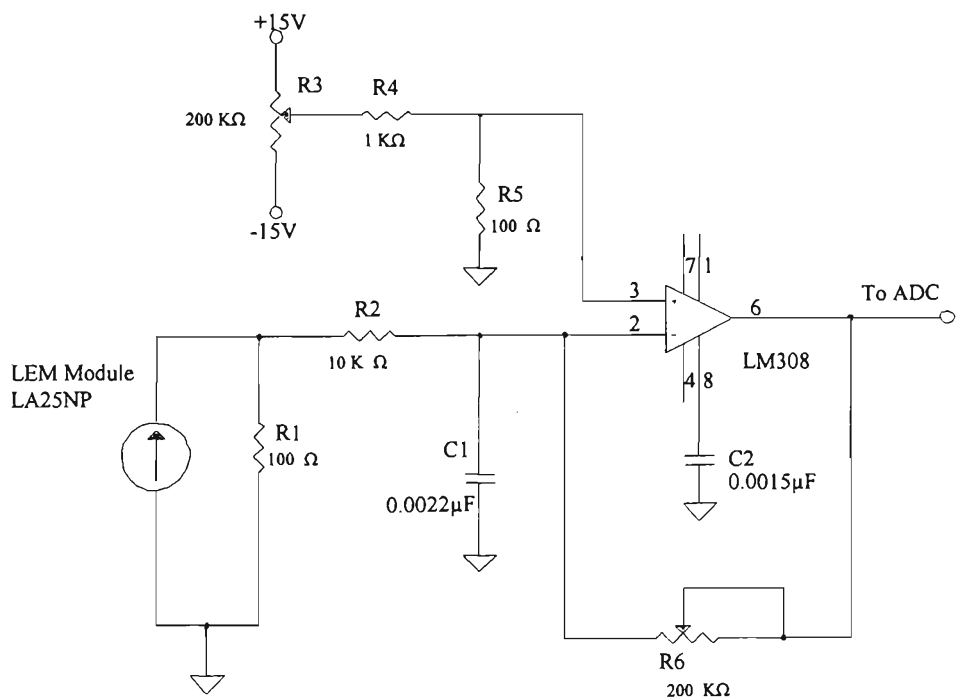 +15V
R3
200 KΩ
-15V
R4
1 KΩ
R5
100 Ω
7 1
3
+
2
-
6
To ADC
LM308
4 8
R2
10 K Ω
LEM Module
LA25NP
R1
100 Ω
C1
0.0022µF
C2
0.0015µF
R6
200 KΩ